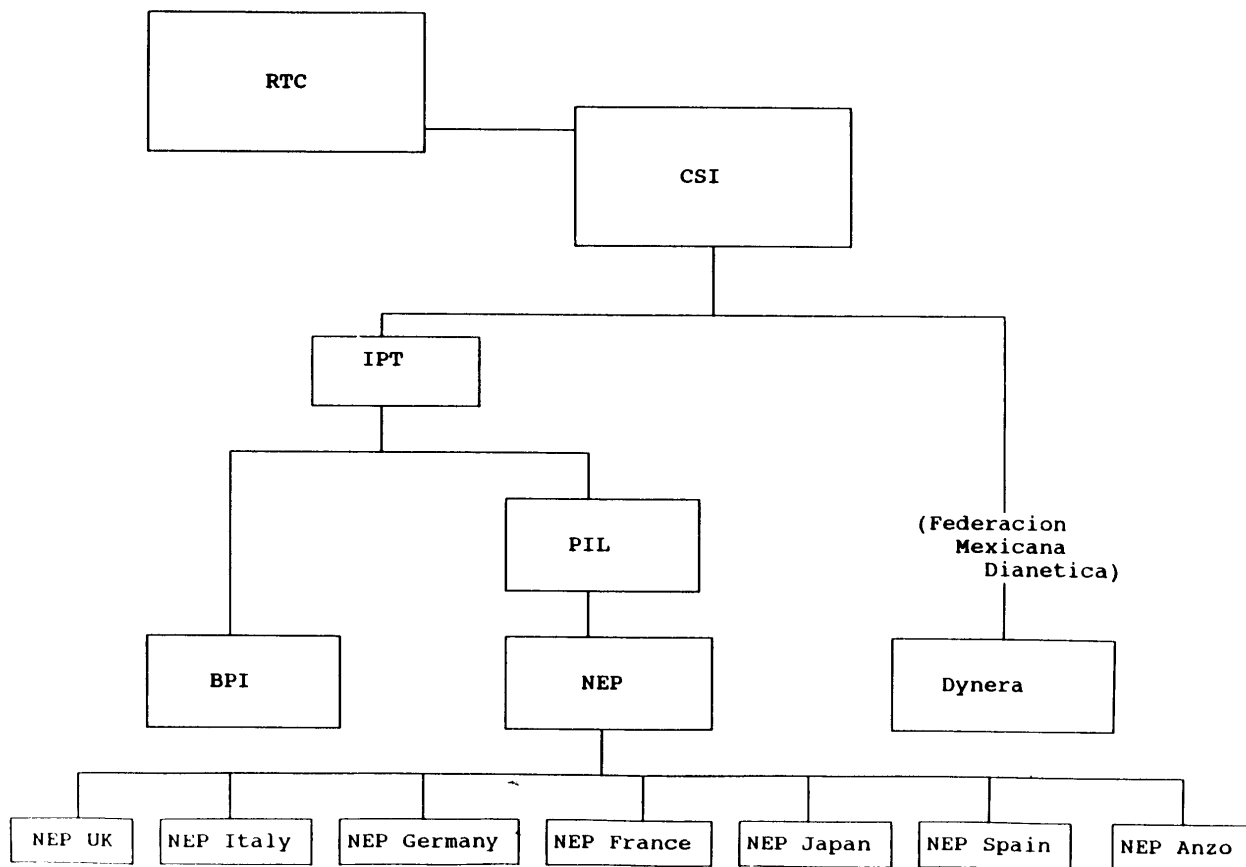 RTC
CSI
IPT
PIL
(Federacion
Mexicana
Dianetica)
BPI
NEP
Dynera
NEP UK
NEP Italy
NEP Germany
NEP France
NEP Japan
NEP Spain
NEP Anzo